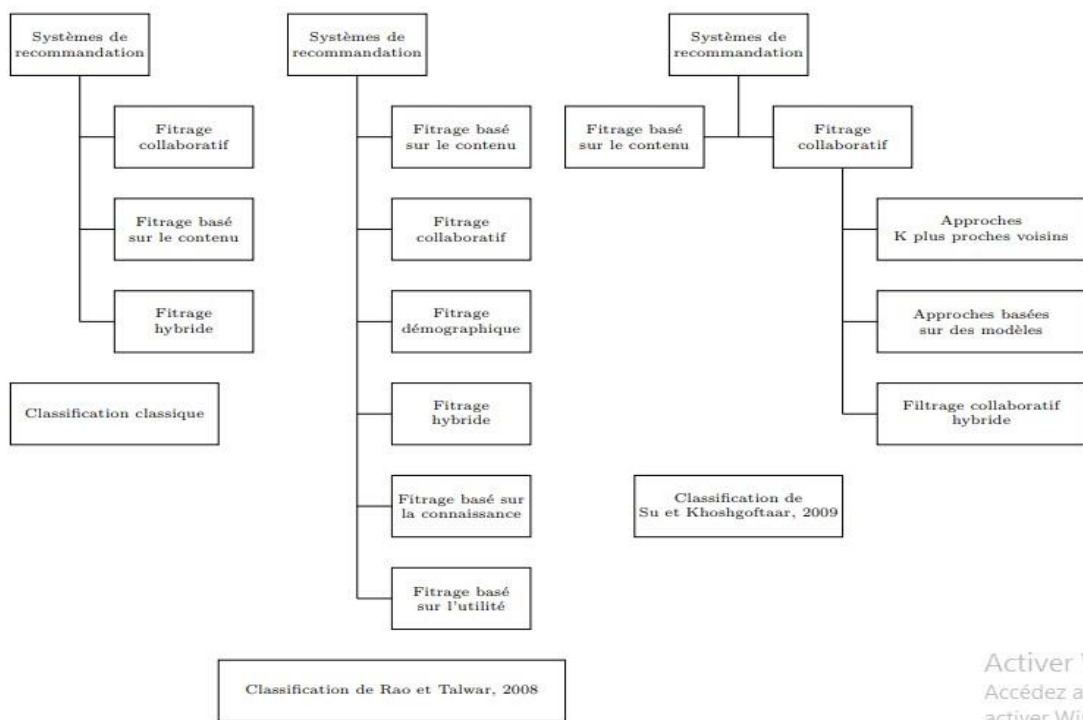 Systèmes de
recommandation
Fitrage
collaboratif
Fitrage basé
sur le contenu
Fitrage
hybride
Classification classique
Systèmes de
recommandation
Fitrage basé
sur le contenu
Fitrage
collaboratif
Fitrage
démographique
Fitrage
hybride
Fitrage basé sur
la connaissance
Fitrage basé
sur l'utilité
Classification de Rao et Talwar, 2008
Systèmes de
recommandation
Fitrage basé
sur le contenu
Fitrage
collaboratif
Approches
K plus proches voisins
Approches basées
sur des modèles
Filtrage collaboratif
hybride
Classification de
Su et Khoshgoftaar, 2009
Activer
Accédez
activer